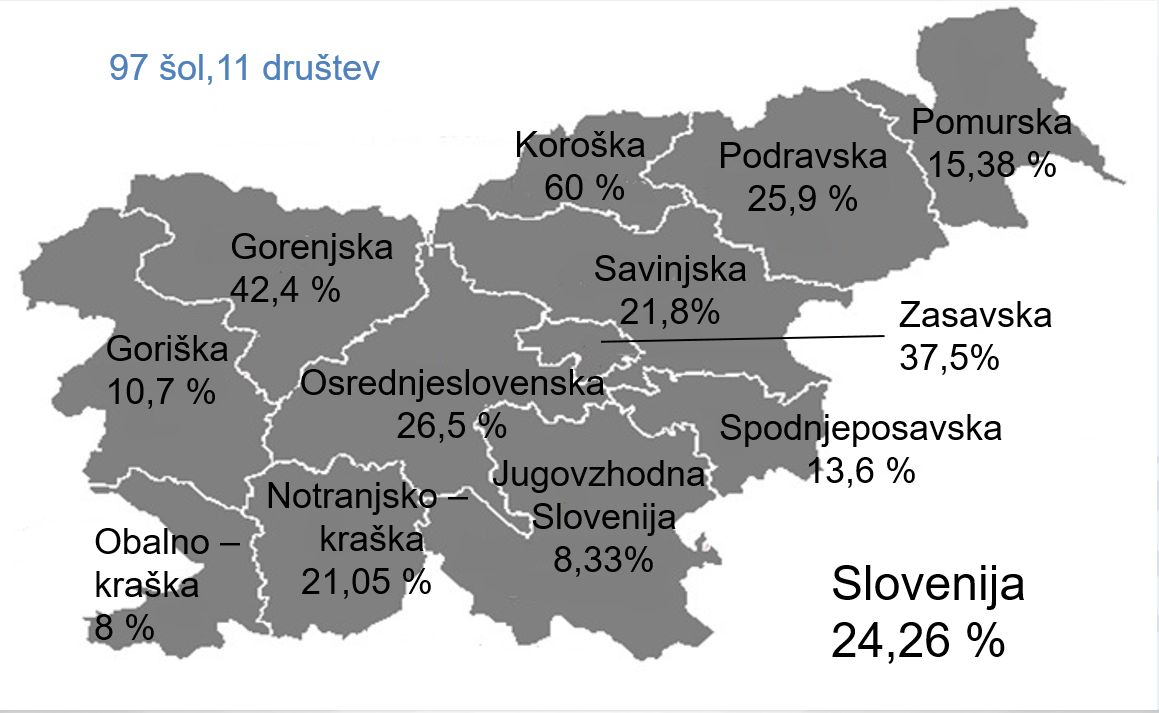 97 šol,11 društev
Pomurska
15,38 %
Koroška
60 %
Podravska
25,9 %
Gorenjska
42,4 %
Savinjska
21,8%
Zasavska
37,5%
Goriška
10,7 %
Osrednjeslovenska
26,5 %
Spodnjeposavska
13,6 %
Jugovzhodna
Slovenija
8,33%
Notranjsko –
kraška
21,05 %
Obalno –
kraška
8 %
Slovenija
24,26 %